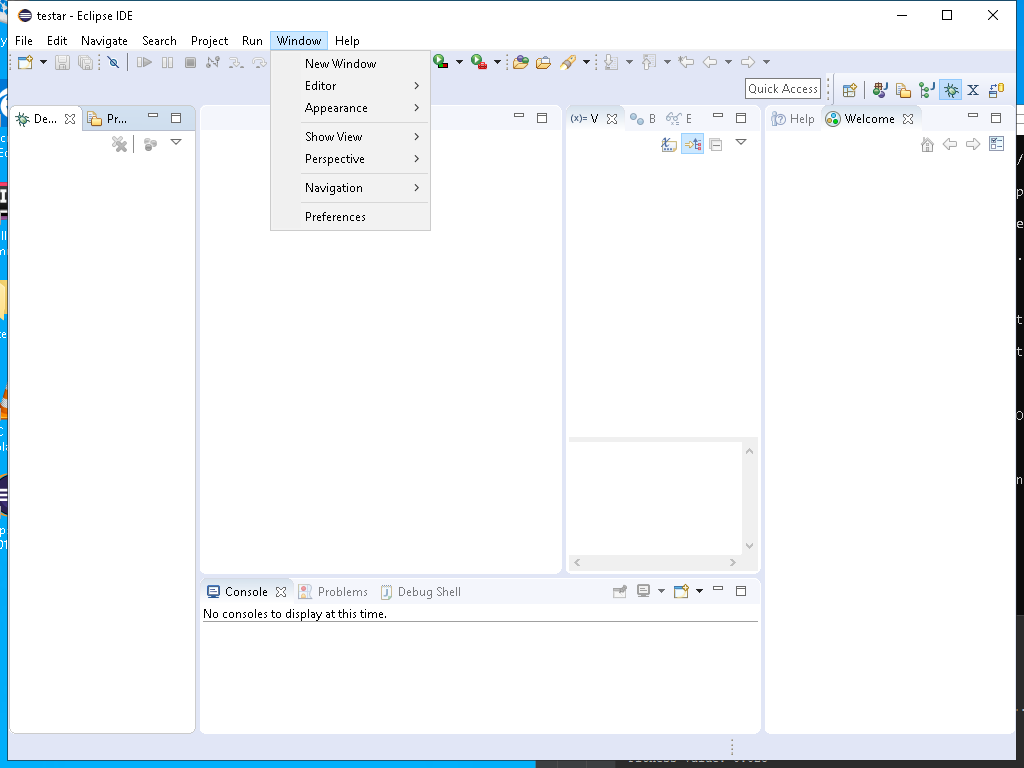 testar - Eclipse IDE
File Edit Navigate Search Project Run Window Help
New Window
Editor
Appearance
Show View
Perspective
Navigation
Preferences
Quick Access
De... Pr... (x)= V B E Help Welcome
Console Problems Debug Shell
No consoles to display at this time.